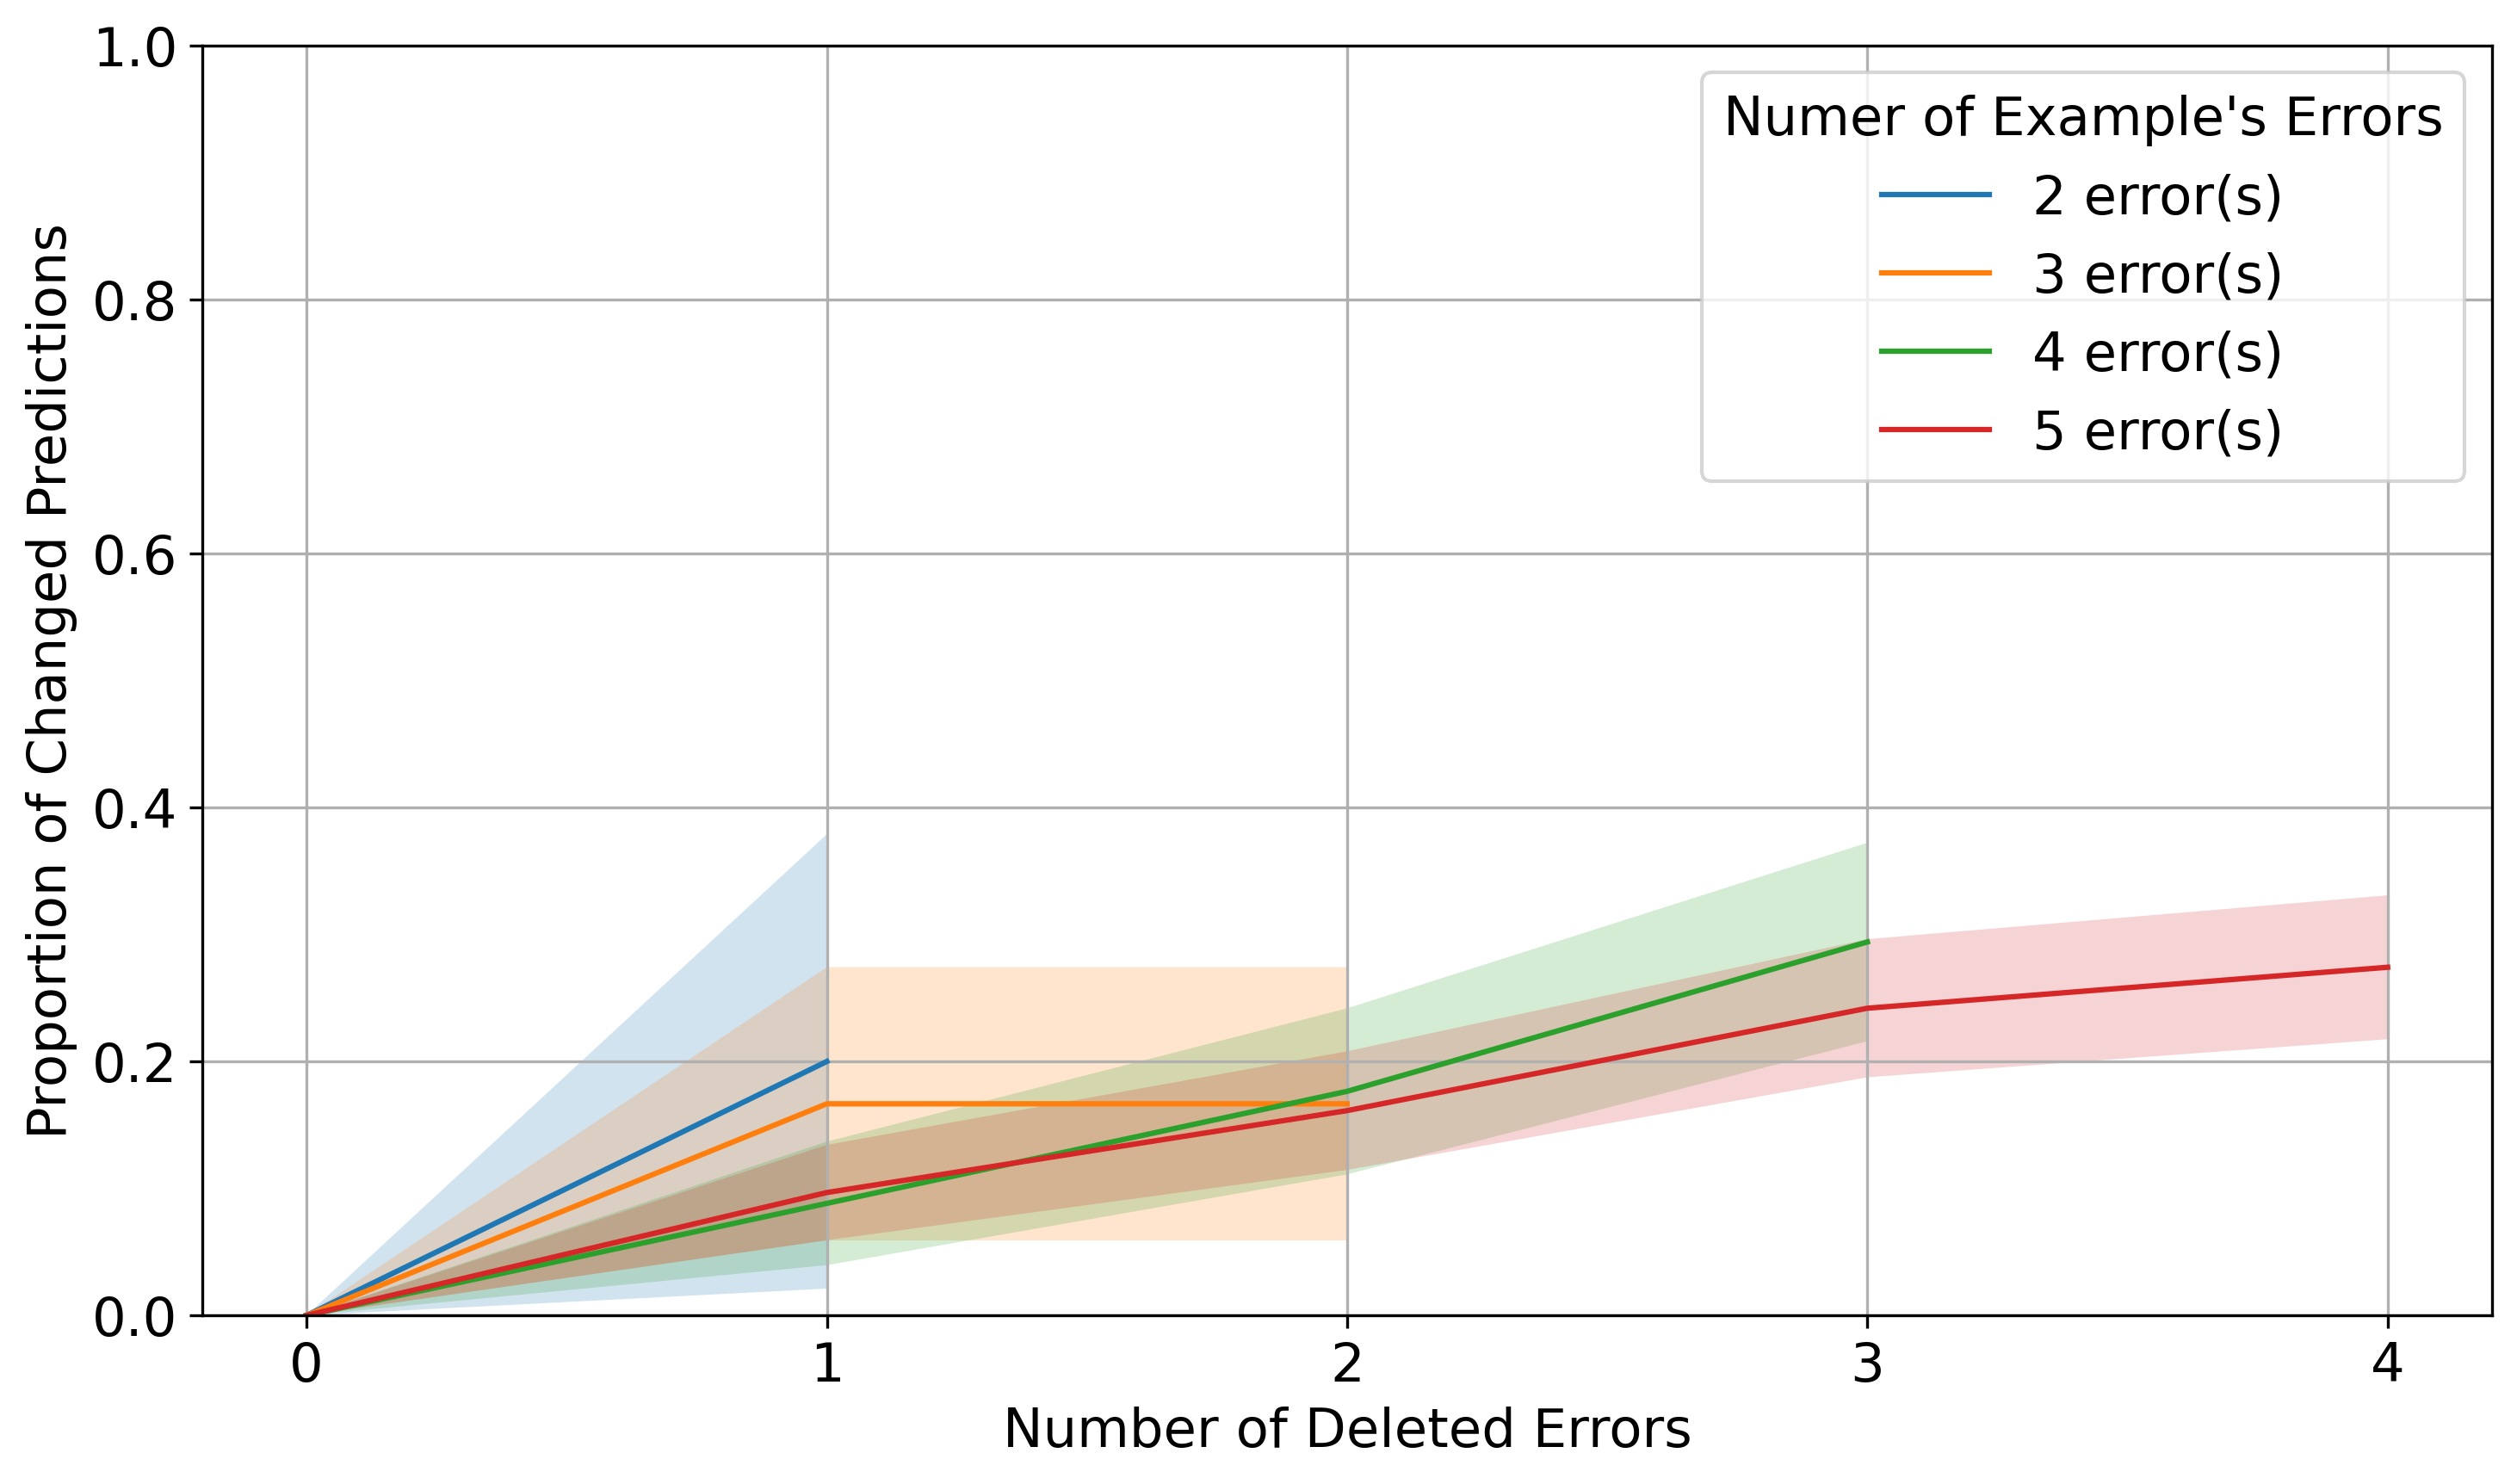 1.0
0.8
0.6
0.4
0.2
0.0
Proportion of Changed Predictions
Numer of Example's Errors
2 error(s)
3 error(s)
4 error(s)
5 error(s)
0 1 2 3 4
Number of Deleted Errors